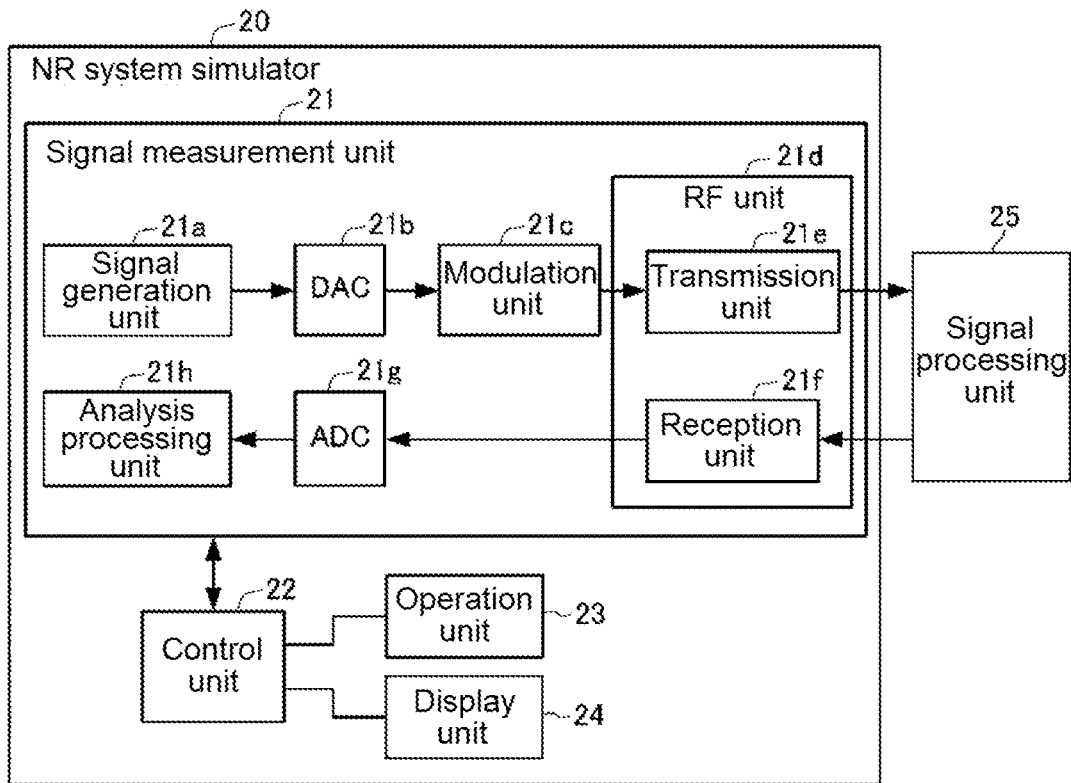 20
NR system simulator
21
Signal measurement unit
21d
RF unit
21a
Signal
generation
unit
21b
DAC
21c
Modulation
unit
21e
Transmission
unit
25
Signal
processing
unit
21h
Analysis
processing
unit
21g
ADC
21f
Reception
unit
22
Control
unit
Operation
unit
23
Display
unit
24